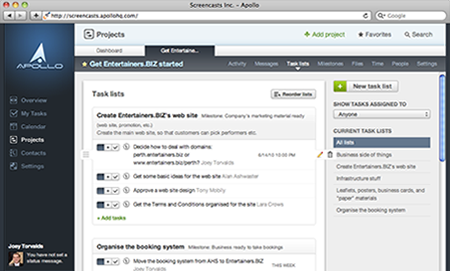 Screencasts Inc. - Apollo
http://screencasts.apollohq.com/
Google
Projects
Add project
Favorites
Search
Dashboard
Get Entertaine..
APOLLO
Get Entertainers.BIZ started
Activity
Messages
Task lists
Milestones
Files
Time
People
Settings
Overview
My Tasks
Calendar
Projects
Contacts
Settings
Task lists
Reorder lists
Create Entertainers.BIZ's web site Milestone: Company's marketing material ready
(web site, promotion, etc.)
Create the main web site, so that customers can pick performers etc.
Decide how to deal with domains:
perth.entertainers.biz or
www.entertainers.biz/perth? Joey Torvalds
Get some basic ideas for the web site Alan Ashwater
Approve a web site design Tony Mobily
Get the Terms and Conditions organised for the site Lara Crows
+ Add tasks
Organise the booking system Milestone: Business ready to take bookings
Move the booking system from AHS to Entertainers.BIZ
Joey Torvalds
THIS WEEK
New task list
SHOW TASKS ASSIGNED TO
Anyone
CURRENT TASK LISTS
All lists
Business side of things
Create Entertainers.BIZ's web site
Infrastucture stuff
Leaflets, posters, business cards, and
"paper" materials
Organise the booking system
Joey Torvalds
You have not set a
status message.